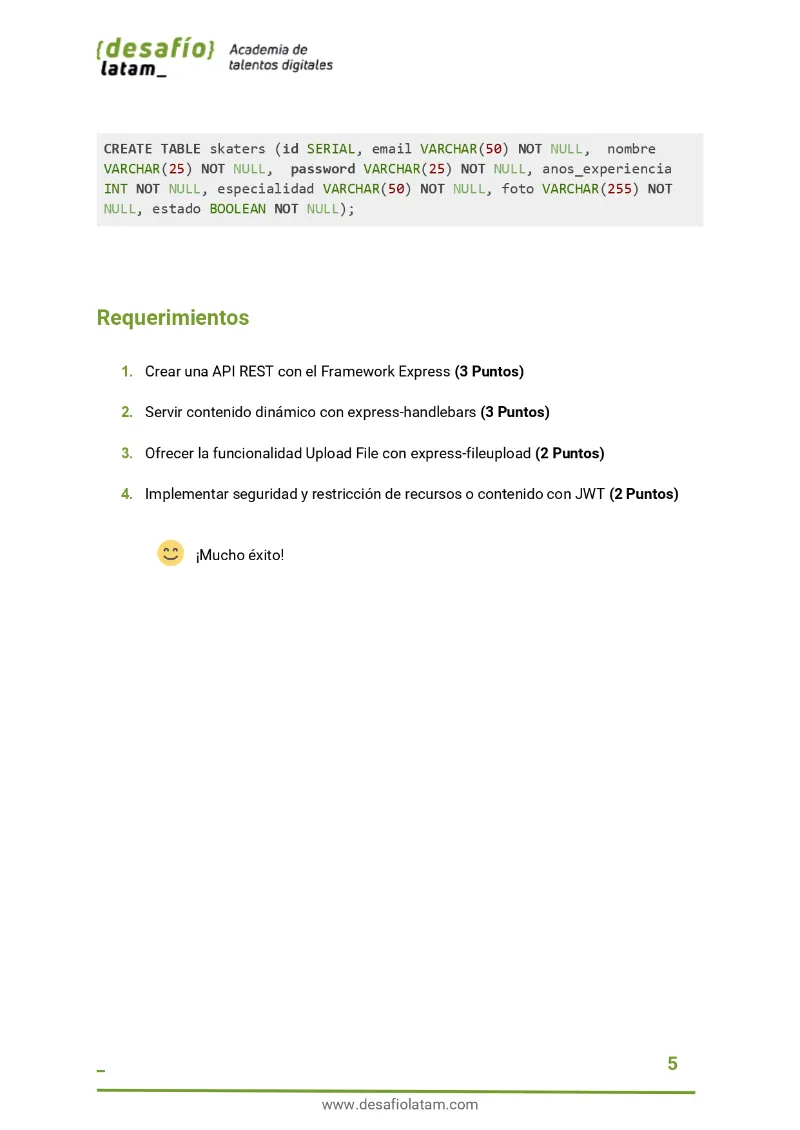 {desafío}
latam_
Academia de
talentos digitales
CREATE TABLE skaters (id SERIAL, email VARCHAR(50) NOT NULL,  nombre
VARCHAR(25) NOT NULL,  password VARCHAR(25) NOT NULL, anos_experiencia
INT NOT NULL, especialidad VARCHAR(50) NOT NULL, foto VARCHAR(255) NOT
NULL, estado BOOLEAN NOT NULL);
Requerimientos
1. Crear una API REST con el Framework Express (3 Puntos)
2. Servir contenido dinámico con express-handlebars (3 Puntos)
3. Ofrecer la funcionalidad Upload File con express-fileupload (2 Puntos)
4. Implementar seguridad y restricción de recursos o contenido con JWT (2 Puntos)
¡Mucho éxito!
_ 5
www.desafiolatam.com